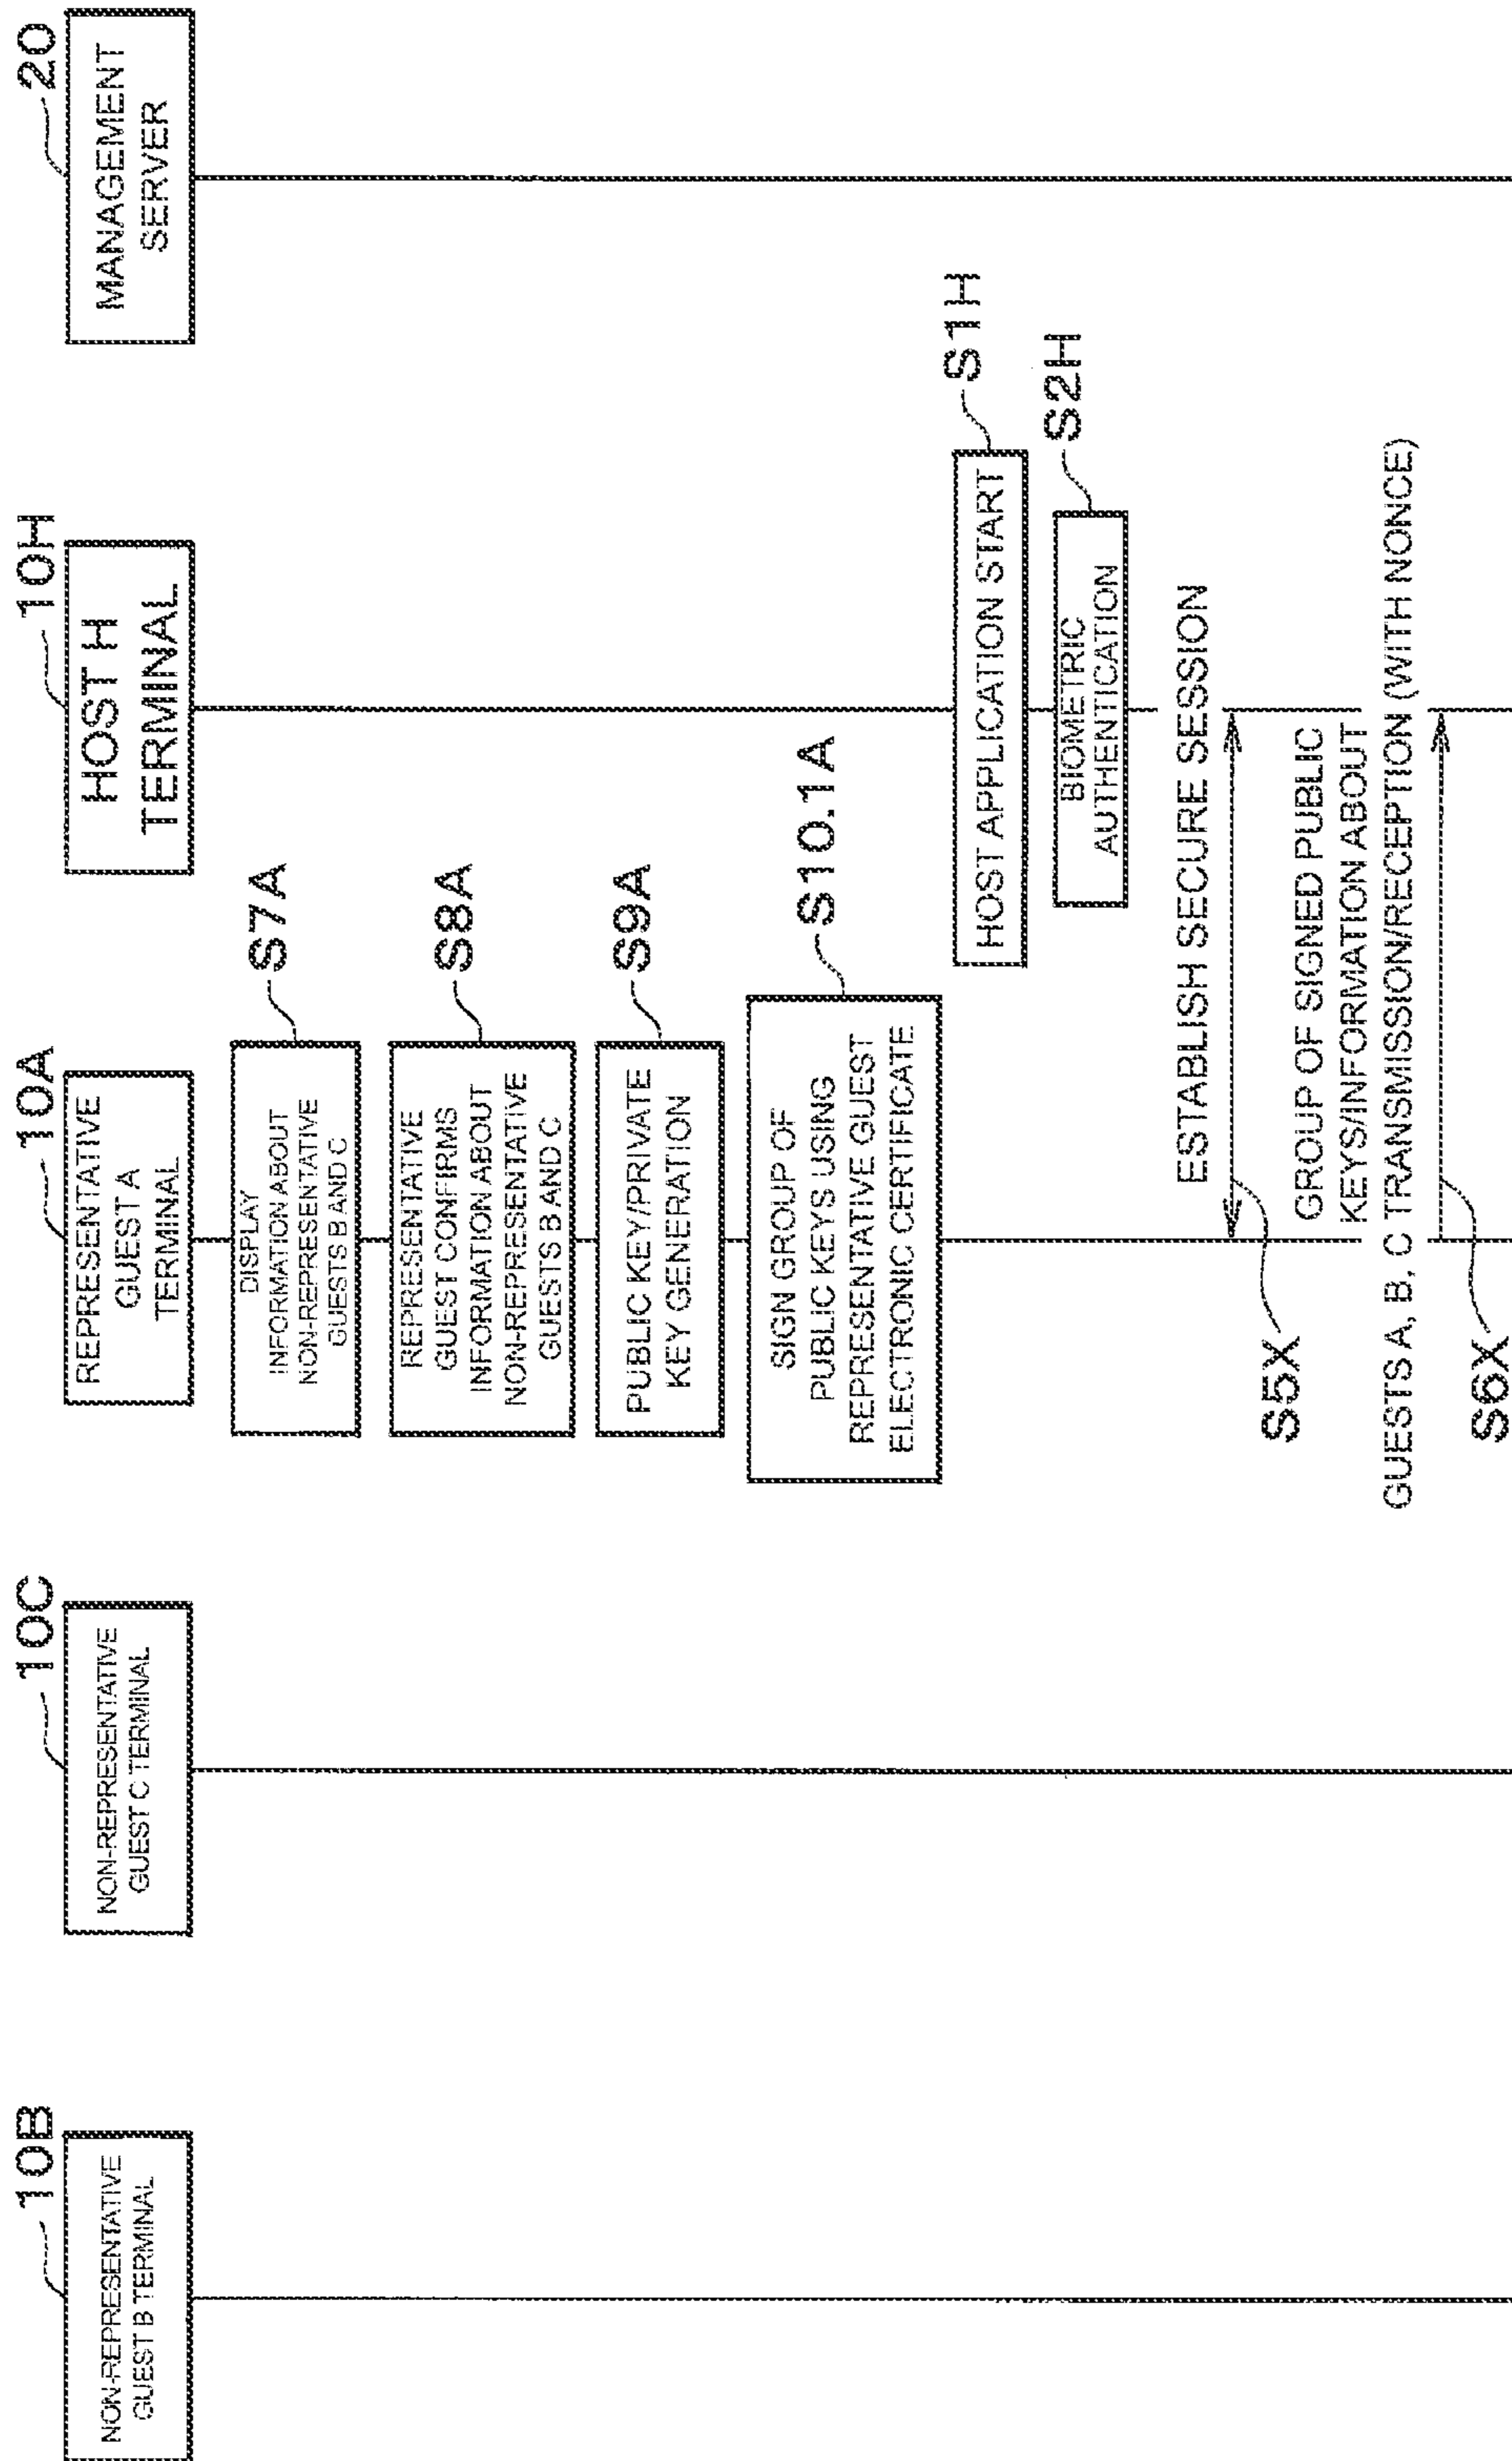 10B
NON-REPRESENTATIVE
GUEST B TERMINAL
10C
NON-REPRESENTATIVE
GUEST C TERMINAL
10A
REPRESENTATIVE
GUEST A
TERMINAL
10H
HOST H
TERMINAL
20
MANAGEMENT
SERVER
DISPLAY
INFORMATION ABOUT
NON-REPRESENTATIVE
GUESTS B AND C
S7A
REPRESENTATIVE
GUEST CONFIRMS
INFORMATION ABOUT
NON-REPRESENTATIVE
GUESTS B AND C
S8A
PUBLIC KEY/PRIVATE
KEY GENERATION
S9A
SIGN GROUP OF
PUBLIC KEYS USING
REPRESENTATIVE GUEST
ELECTRONIC CERTIFICATE
S10.1A
HOST APPLICATION START
S1H
BIOMETRIC
AUTHENTICATION
S2H
ESTABLISH SECURE SESSION
S5X
GROUP OF SIGNED PUBLIC
KEYS/INFORMATION ABOUT
GUESTS A, B, C TRANSMISSION/RECEPTION (WITH NONCE)
S6X